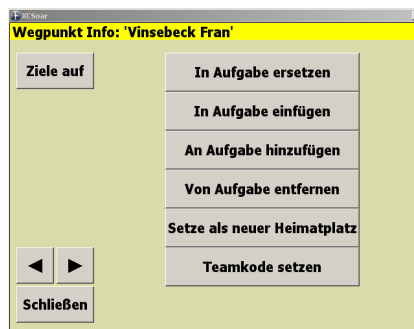 XCSoar
Wegpunkt Info: 'Vinsebeck Fran'
Ziele auf
In Aufgabe ersetzen
In Aufgabe einfügen
An Aufgabe hinzufügen
Von Aufgabe entfernen
Setze als neuer Heimatplatz
Teamkode setzen
Schließen